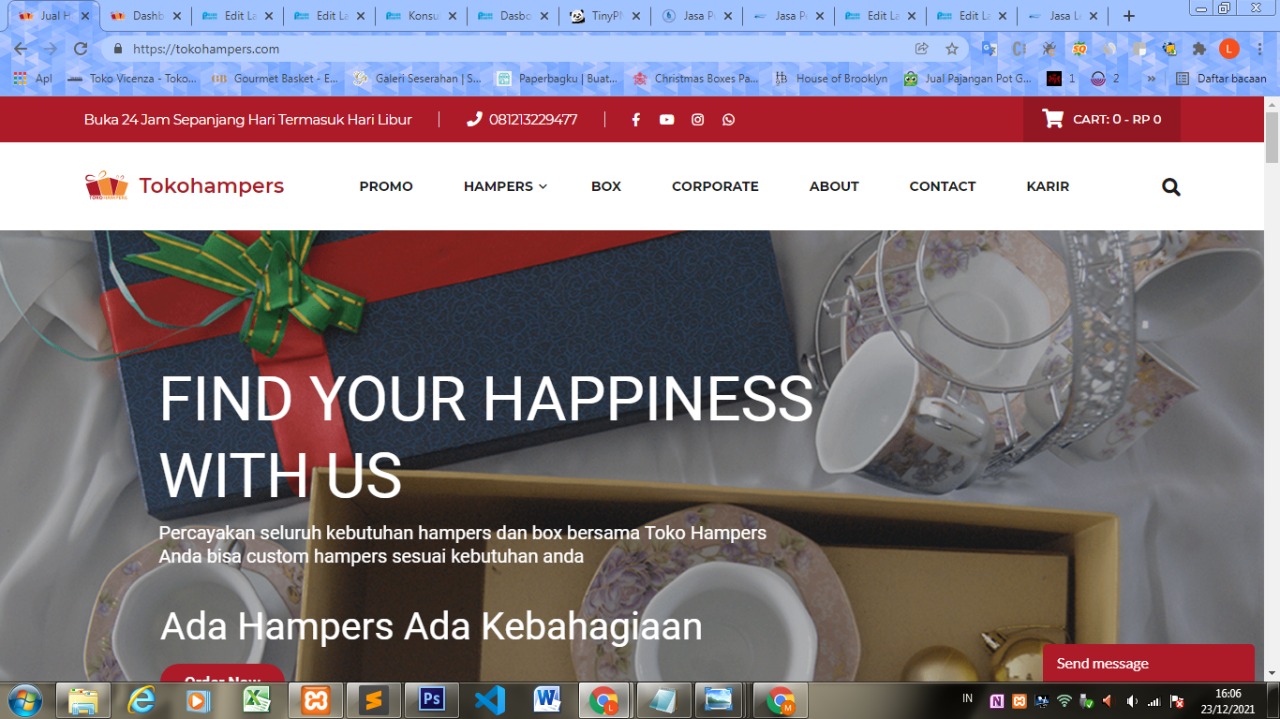 Jual H
Dashb
Edit La
Edit La
Konsu
Dasbo
TinyPN
Jasa Pe
Jasa Pe
Edit La
Edit La
Jasa La
https://tokohampers.com
L
Apl
Toko Vicenza - Toko...
Gourmet Basket - E...
Galeri Seserahan | S...
Paperbagku | Buat...
Christmas Boxes Pa...
House of Brooklyn
Jual Pajangan Pot G...
1
2
»
Daftar bacaan
Buka 24 Jam Sepanjang Hari Termasuk Hari Libur
081213229477
CART: 0 - RP 0
Tokohampers
PROMO
HAMPERS
BOX
CORPORATE
ABOUT
CONTACT
KARIR
FIND YOUR HAPPINESS
WITH US
Percayakan seluruh kebutuhan hampers dan box bersama Toko Hampers
Anda bisa custom hampers sesuai kebutuhan anda
Ada Hampers Ada Kebahagiaan
Order Now
Send message
IN
16:06
23/12/2021